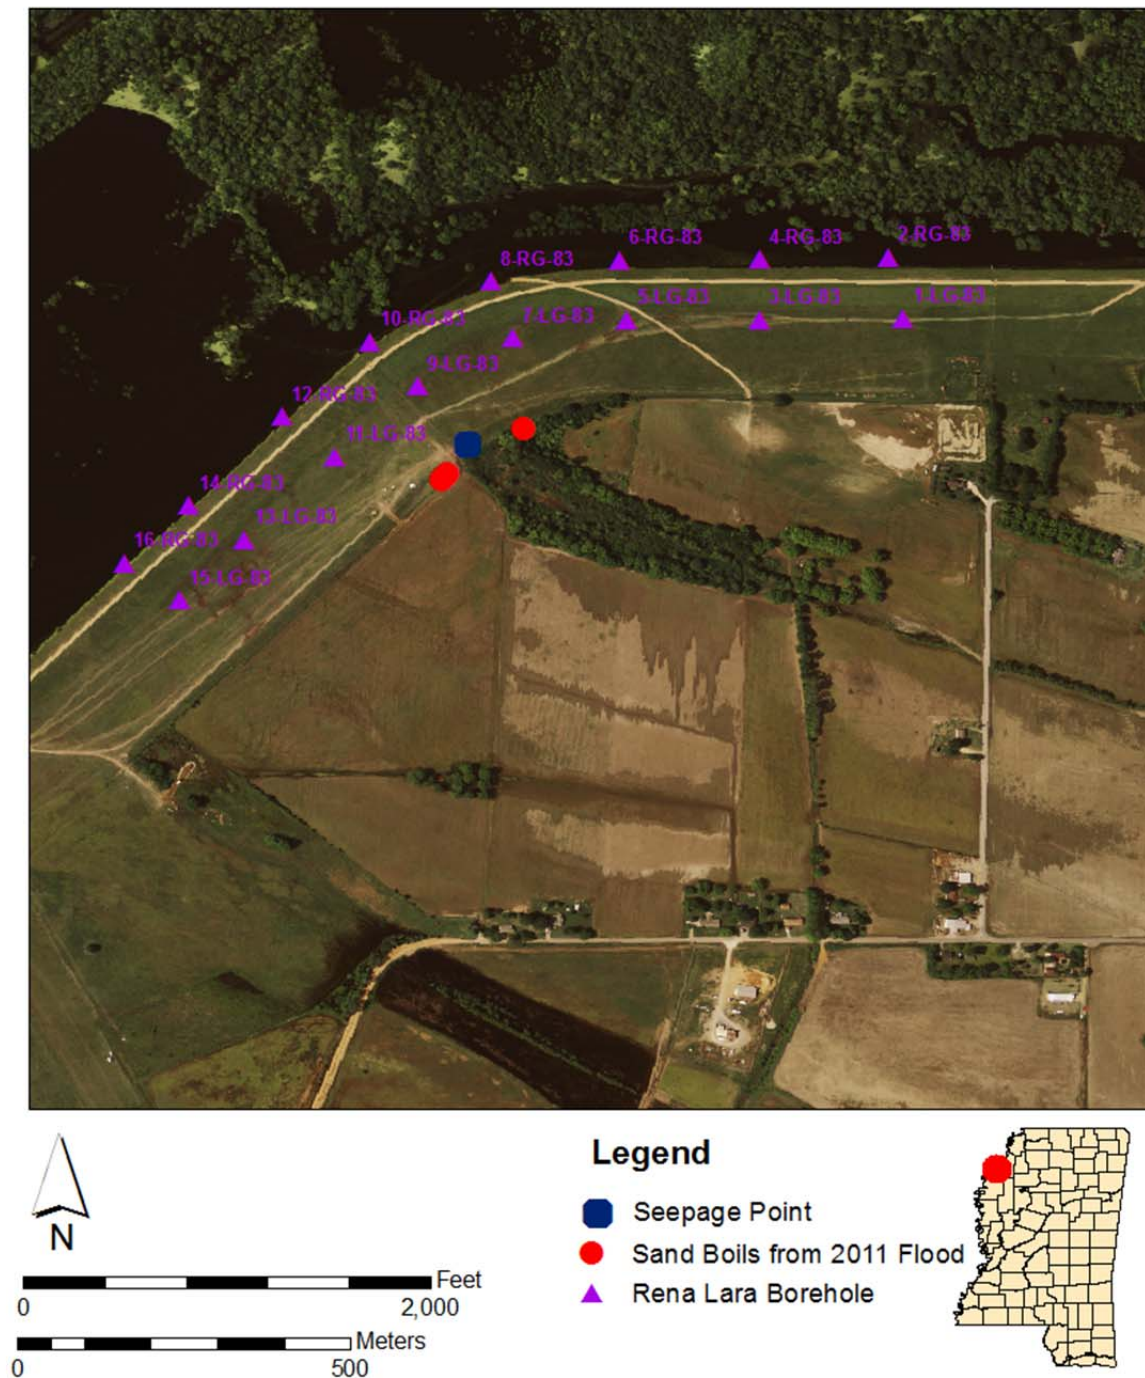 2-RG-83
4-RG-83
6-RG-83
8-RG-83
1-LG-83
3-LG-83
5-LG-83
7-LG-83
10-RG-83
9-LG-83
12-RG-83
11-LG-83
14-RG-83
13-LG-83
16-RG-83
15-LG-83
Legend
Seepage Point
Sand Boils from 2011 Flood
Rena Lara Borehole
N
Feet
0 2,000
Meters
0 500